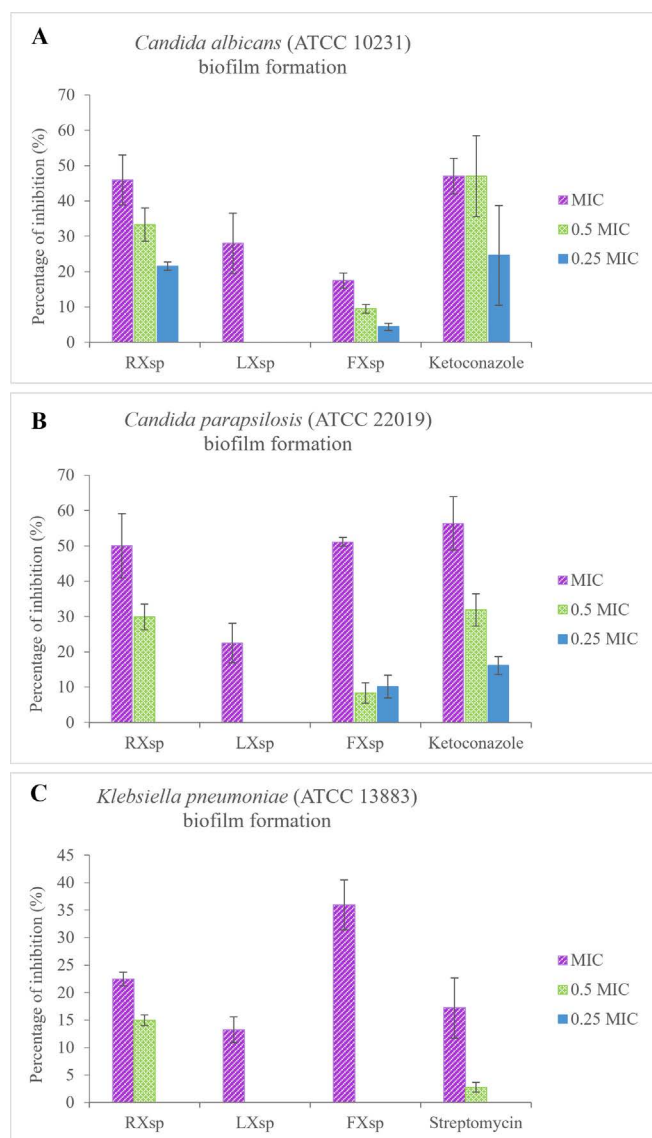 A
Candida albicans (ATCC 10231)
biofilm formation
Percentage of inhibition (%)
70
60
50
40
30
20
10
0
RXsp LXsp FXsp Ketoconazole
MIC
0.5 MIC
0.25 MIC
B
Candida parapsilosis (ATCC 22019)
biofilm formation
Percentage of inhibition (%)
70
60
50
40
30
20
10
0
RXsp LXsp FXsp Ketoconazole
MIC
0.5 MIC
0.25 MIC
C
Klebsiella pneumoniae (ATCC 13883)
biofilm formation
Percentage of inhibition (%)
45
40
35
30
25
20
15
10
5
0
RXsp LXsp FXsp Streptomycin
MIC
0.5 MIC
0.25 MIC